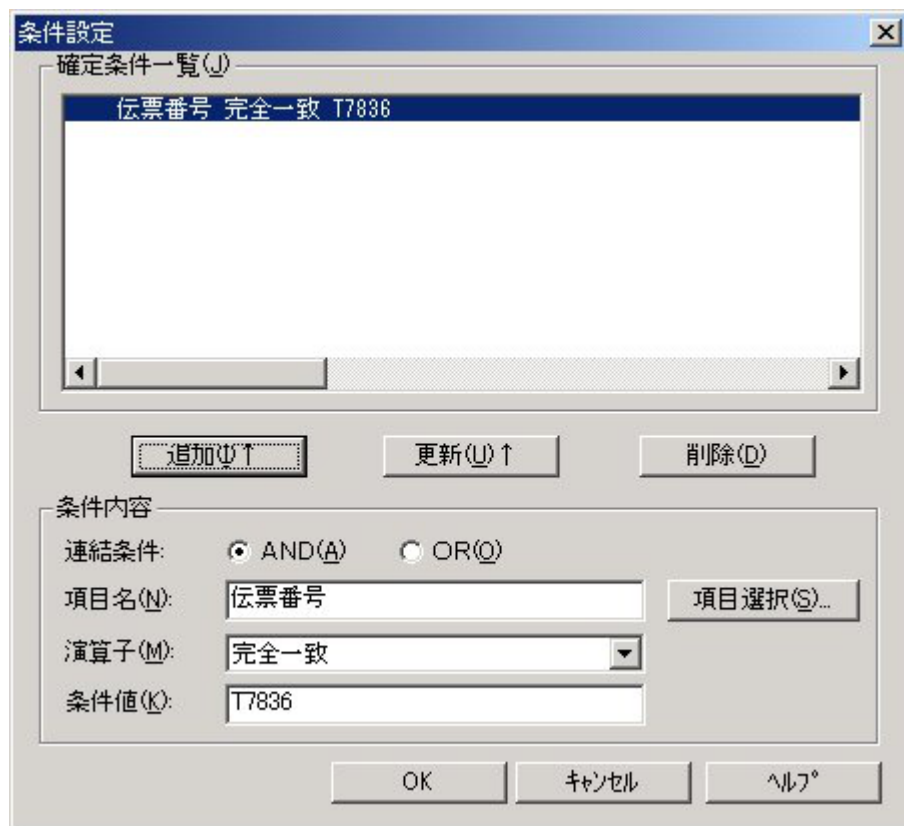 条件設定
確定条件一覧(J)
伝票番号 完全一致 T7836
追加(I)↑ 更新(U)↑ 削除(D)
条件内容
連結条件: AND(A) OR(O)
項目名(N): 伝票番号 項目選択(S)...
演算子(M): 完全一致
条件値(K): T7836
OK ｷｬﾝｾﾙ ﾍﾙﾌﾟ